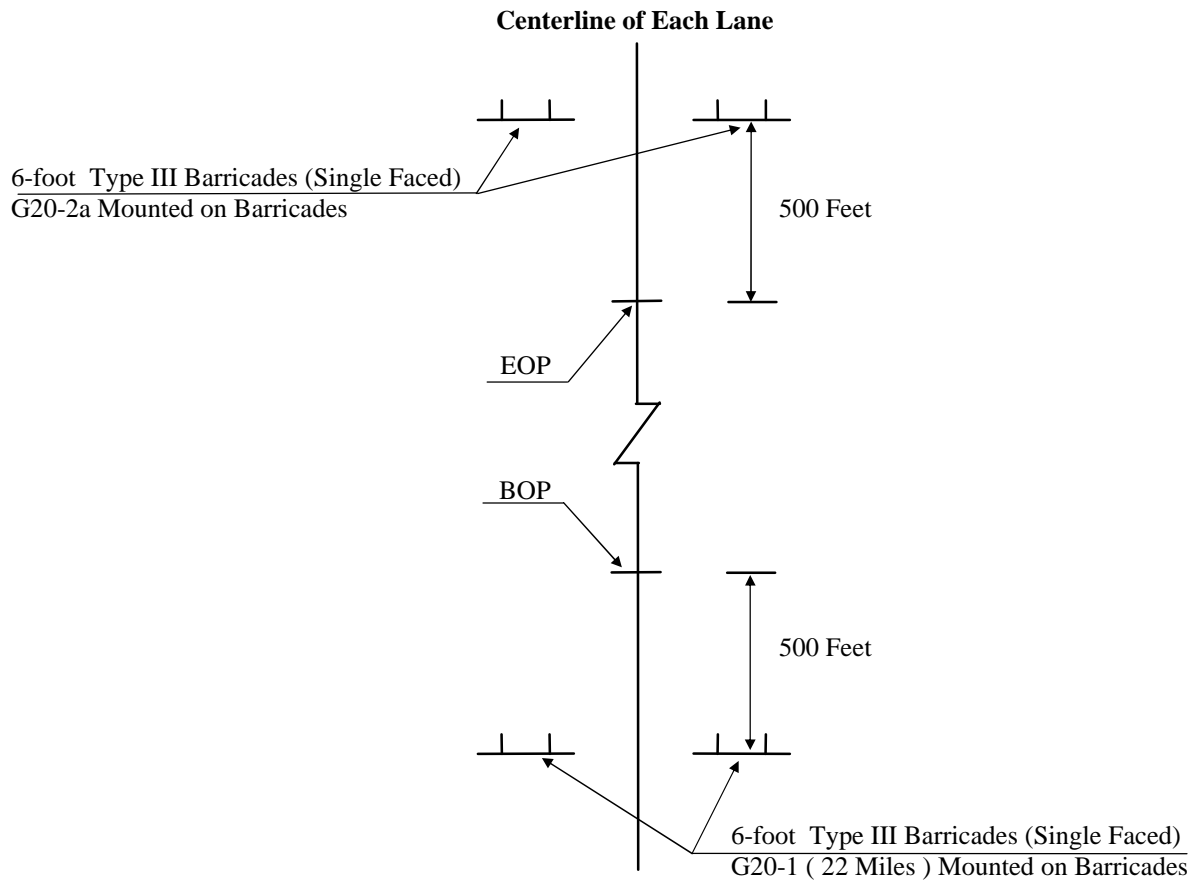 Centerline of Each Lane
6-foot Type III Barricades (Single Faced)
G20-2a Mounted on Barricades
500 Feet
EOP
BOP
500 Feet
6-foot Type III Barricades (Single Faced)
G20-1 ( 22 Miles ) Mounted on Barricades